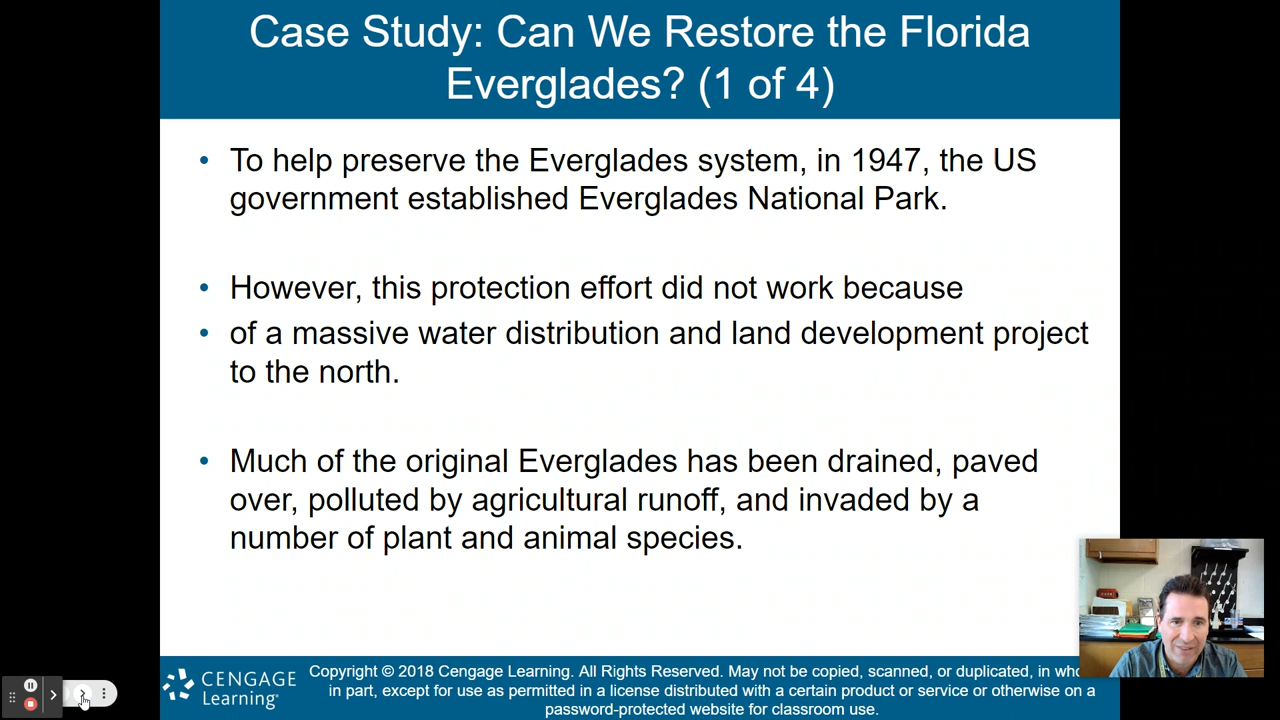 Case Study: Can We Restore the Florida
Everglades? (1 of 4)
• To help preserve the Everglades system, in 1947, the US
government established Everglades National Park.
• However, this protection effort did not work because
• of a massive water distribution and land development project
to the north.
• Much of the original Everglades has been drained, paved
over, polluted by agricultural runoff, and invaded by a
number of plant and animal species.
CENGAGE
Learning
Copyright © 2018 Cengage Learning. All Rights Reserved. May not be copied, scanned, or duplicated, in
in part, except for use as permitted in a license distributed with a certain product or service or otherwise on a
password-protected website for classroom use.